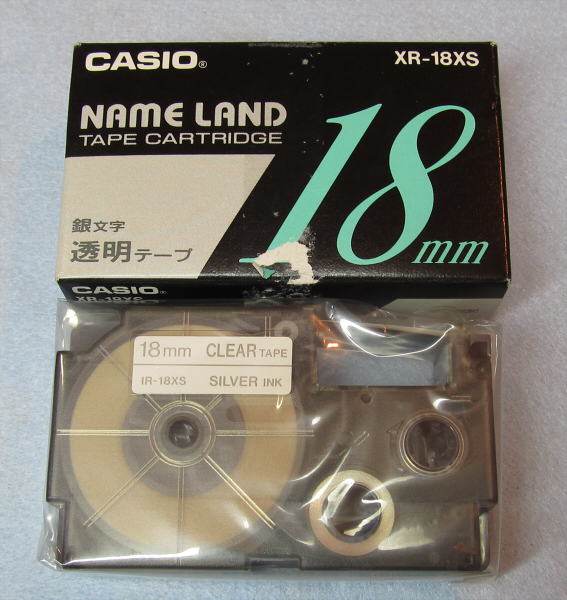 CASIO®
XR-18XS
NAME LAND
TAPE CARTRIDGE
18mm
銀文字
透明テープ
CASIO
XR-18XS
18mm CLEAR TAPE
IR-18XS SILVER INK